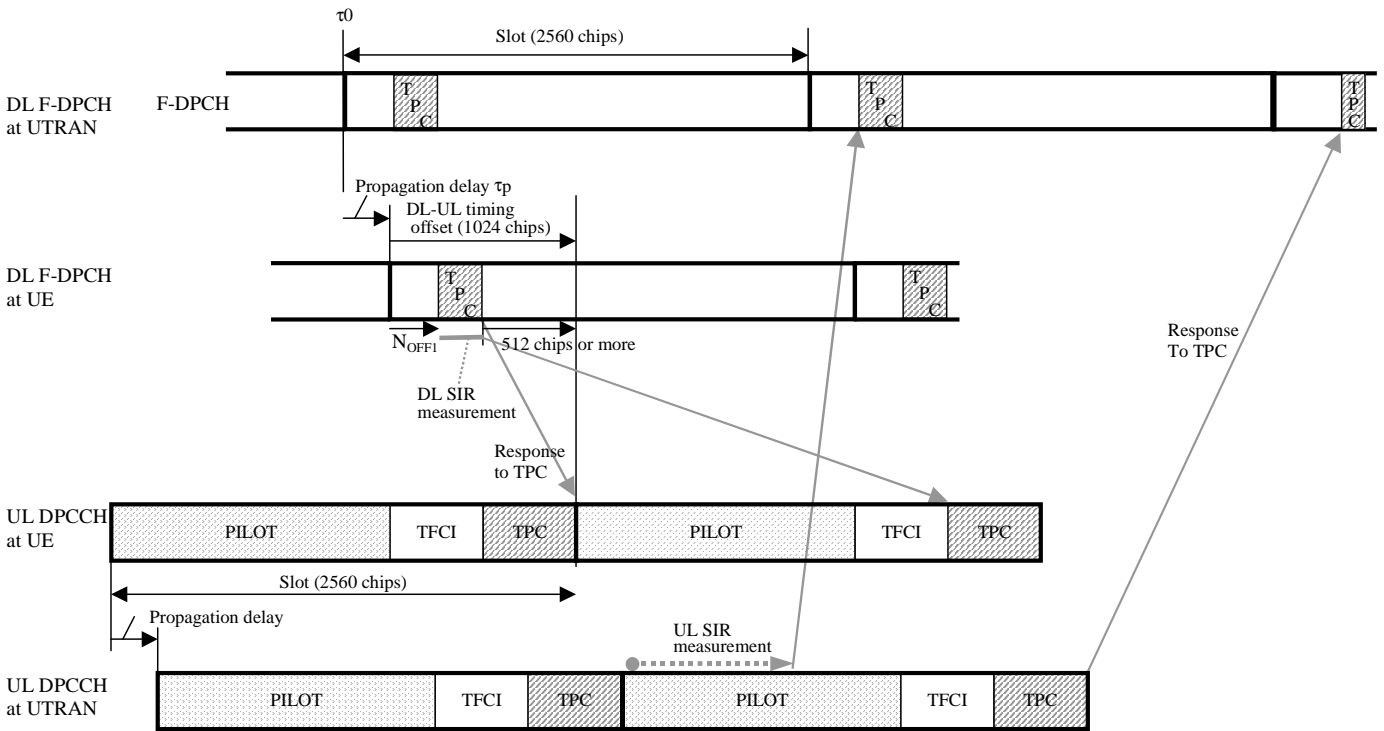 τ0
Slot (2560 chips)
DL F-DPCH
at UTRAN
F-DPCH
T
P
C
T
P
C
T
P
C
Propagation delay τp
DL-UL timing
offset (1024 chips)
DL F-DPCH
at UE
T
P
C
T
P
C
NOFF1
512 chips or more
DL SIR
measurement
Response
To TPC
Response
to TPC
UL DPCCH
at UE
PILOT
TFCI
TPC
PILOT
TFCI
TPC
Slot (2560 chips)
Propagation delay
UL SIR
measurement
UL DPCCH
at UTRAN
PILOT
TFCI
TPC
PILOT
TFCI
TPC